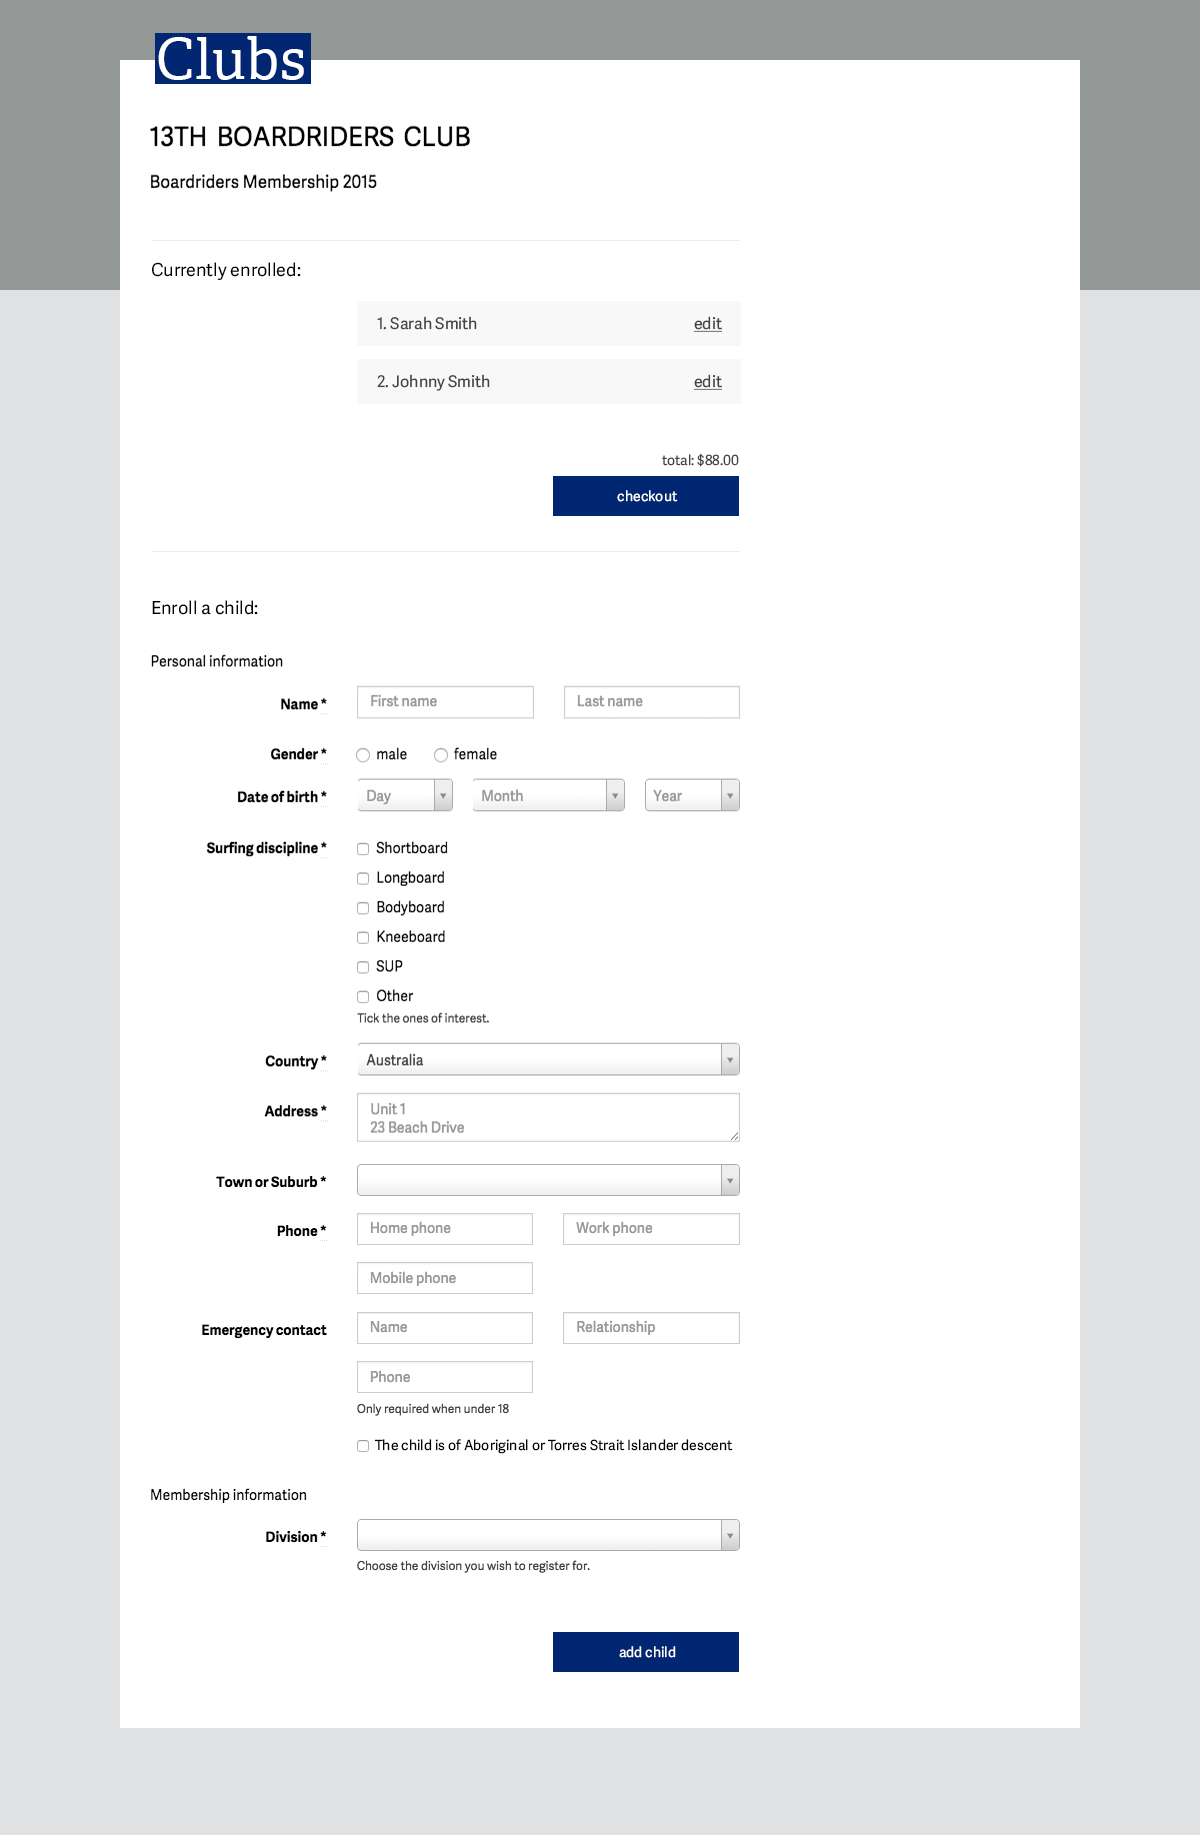 Clubs
13TH BOARDRIDERS CLUB
Boardriders Membership 2015
Currently enrolled:
1. Sarah Smith edit
2. Johnny Smith edit
total: $88.00
checkout
Enroll a child:
Personal information
Name * First name Last name
Gender * male female
Date of birth * Day Month Year
Surfing discipline * Shortboard
Longboard
Bodyboard
Kneeboard
SUP
Other
Tick the ones of interest.
Country * Australia
Address * Unit 1
23 Beach Drive
Town or Suburb *
Phone * Home phone Work phone
Mobile phone
Emergency contact Name Relationship
Phone
Only required when under 18
The child is of Aboriginal or Torres Strait Islander descent
Membership information
Division *
Choose the division you wish to register for.
add child